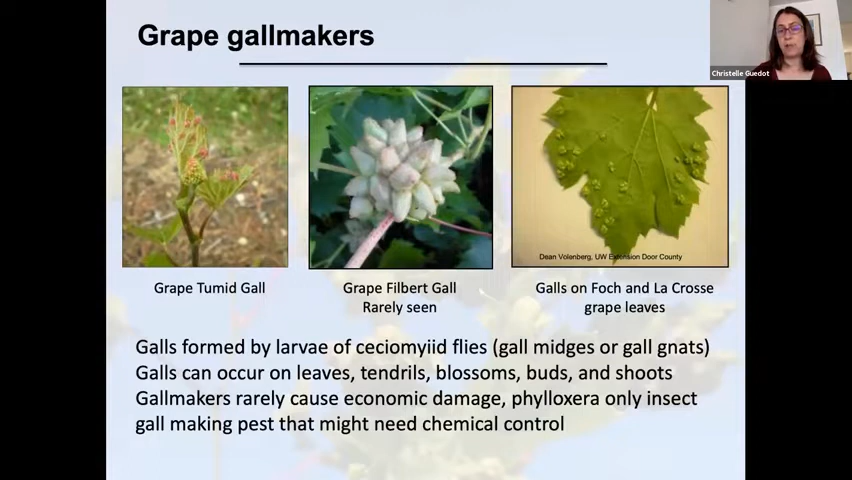 Grape gallmakers
Christelle Guedot
Dean Volenberg, UW Extension Door County
Grape Tumid Gall
Grape Filbert Gall
Rarely seen
Galls on Foch and La Crosse
grape leaves
Galls formed by larvae of ceciomyiid flies (gall midges or gall gnats)
Galls can occur on leaves, tendrils, blossoms, buds, and shoots
Gallmakers rarely cause economic damage, phylloxera only insect
gall making pest that might need chemical control